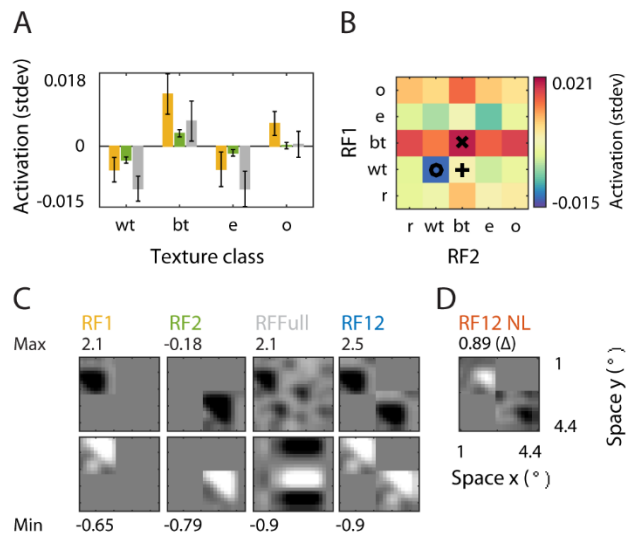 A
Activation (stdev)
0.018
0
-0.015
wt bt e o
Texture class
B
RF1
o
e
bt
wt
r
r wt bt e o
RF2
0.021
-0.015
Activation (stdev)
C
RF1 RF2 RFFull RF12
Max 2.1 -0.18 2.1 2.5
Min -0.65 -0.79 -0.9 -0.9
D
RF12 NL
0.89 (Δ)
1
4.4
Space y (°)
1 4.4
Space x (°)